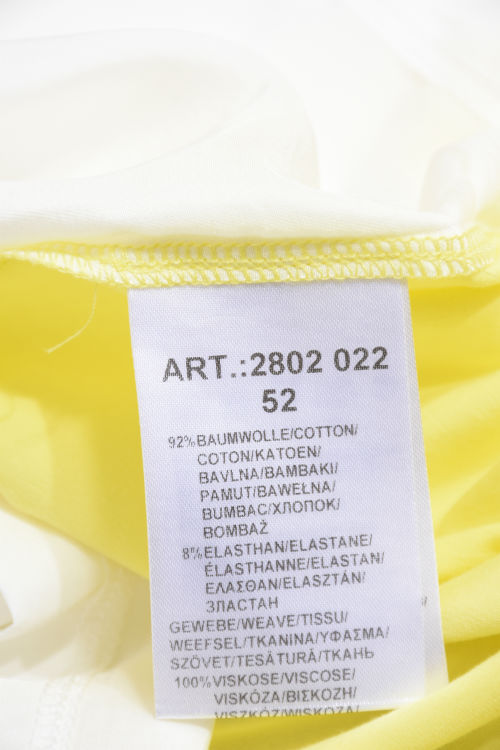 ART.:2802 022
52
92%BAUMWOLLE/COTTON/
COTON/KATOEN/
BAVLNA/BAMBAKI/
PAMUT/BAWEŁNA/
BUMBAC/ХЛОПОК/
BOMBAŽ
8%ELASTHAN/ELASTANE/
ÉLASTHANNE/ELASTAN/
ΕΛΑΣΘΑΝ/ELASZTÁN/
ЗЛАСТАН
GEWEBE/WEAVE/TISSU/
WEEFSEL/TKANINA/ΥΦΑΣΜΑ/
SZÖVET/TESĂTURĂ/ТКАНЬ
100%VISKOSE/VISCOSE/
VISKÓZA/ΒΙΣΚΟΖΗ/
VISZKÓZ/WISKOZA/